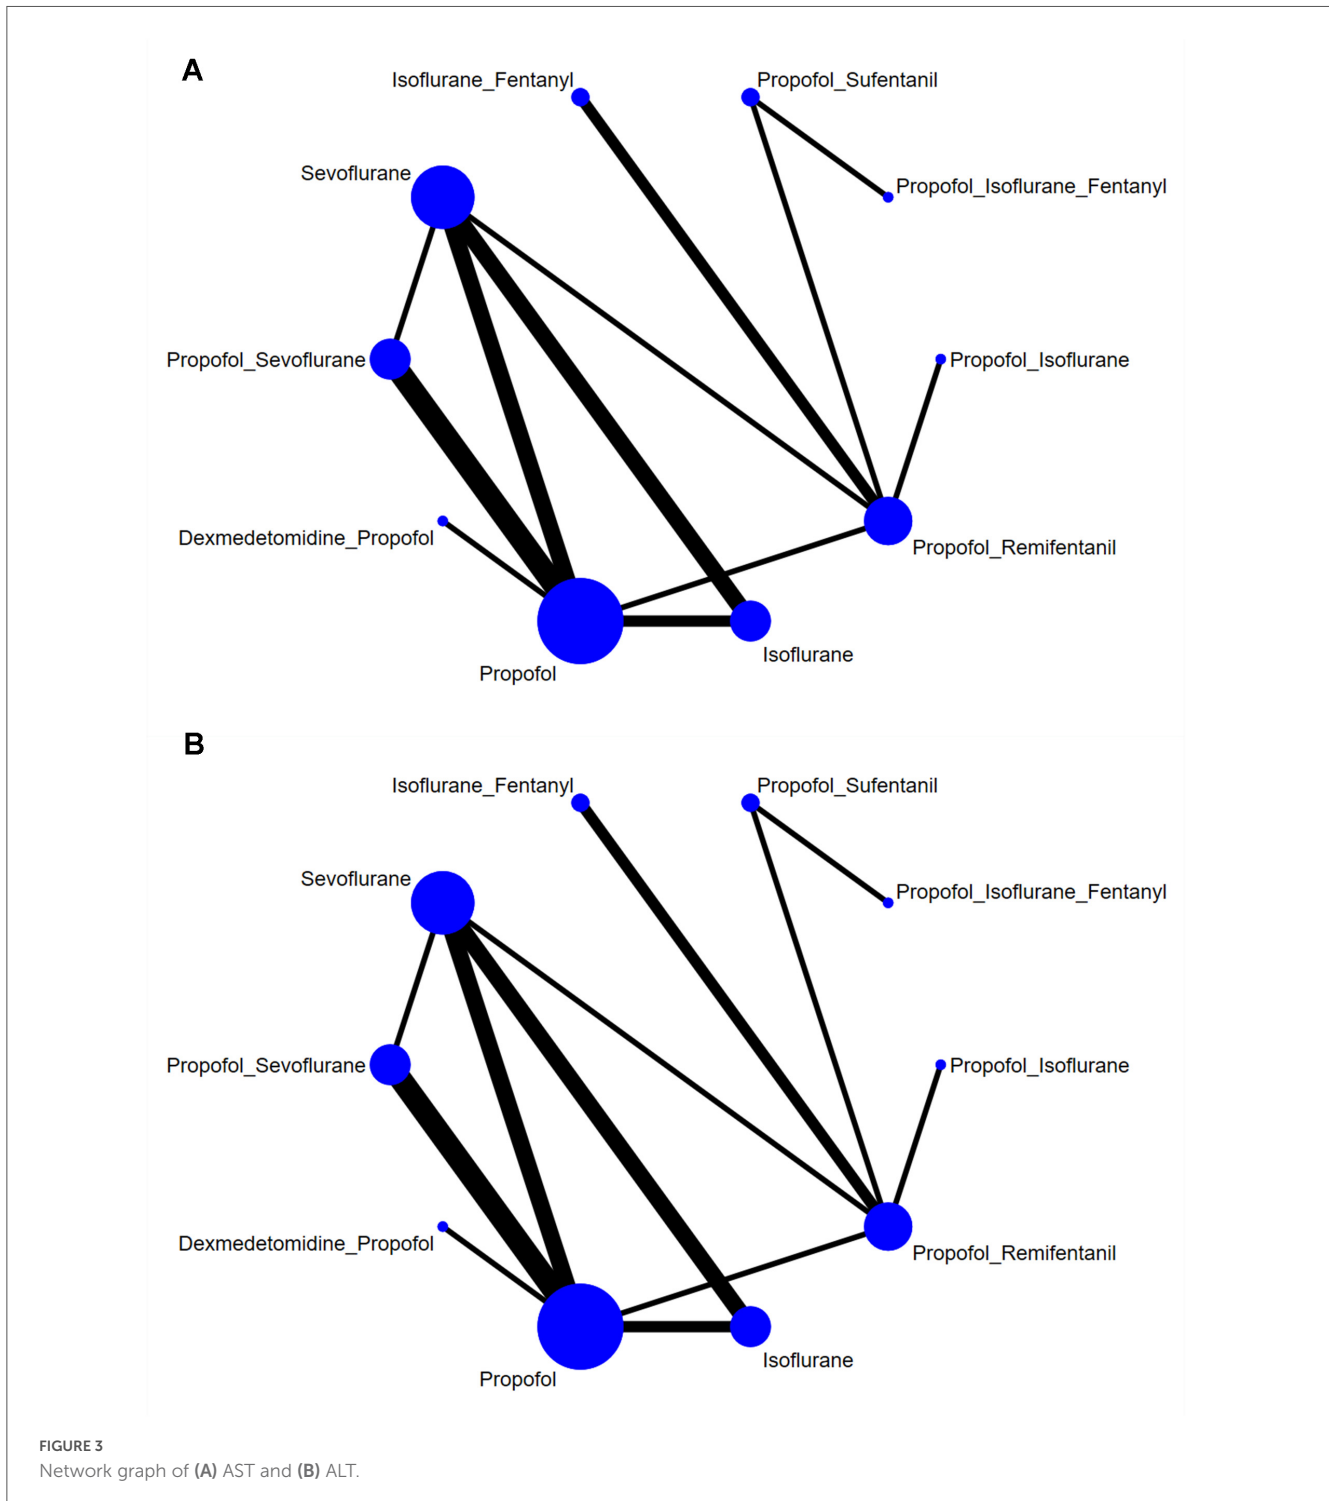 A
Isoflurane_Fentanyl
Propofol_Sufentanil
Sevoflurane
Propofol_Isoflurane_Fentanyl
Propofol_Sevoflurane
Propofol_Isoflurane
Dexmedetomidine_Propofol
Propofol_Remifentanil
Isoflurane
Propofol
B
Isoflurane_Fentanyl
Propofol_Sufentanil
Sevoflurane
Propofol_Isoflurane_Fentanyl
Propofol_Sevoflurane
Propofol_Isoflurane
Dexmedetomidine_Propofol
Propofol_Remifentanil
Isoflurane
Propofol
FIGURE 3
Network graph of (A) AST and (B) ALT.